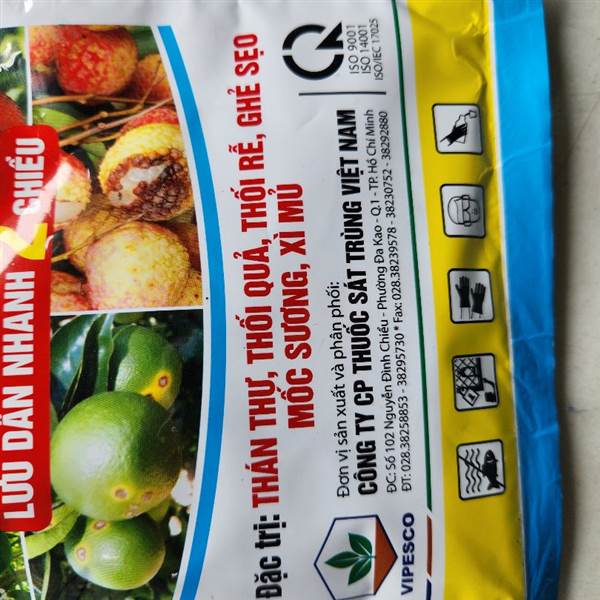 LƯU DẪN NHANH 2 CHIỀU
Đặc trị: THÁN THƯ, THỐI QUẢ, THỐI RỄ, GHẺ SẸO
MỐC SƯƠNG, XÌ MỦ
ISO 9001
ISO 14001
ISO/IEC 17025
VIPESCO
Đơn vị sản xuất và phân phối:
CÔNG TY CP THUỐC SÁT TRÙNG VIỆT NAM
ĐC: Số 102 Nguyễn Đình Chiểu - Phường Đa Kao - Q.1 - TP. Hồ Chí Minh
ĐT: 028.38258853 - 38295730 * Fax: 028.38239578 - 38230752 - 38292880